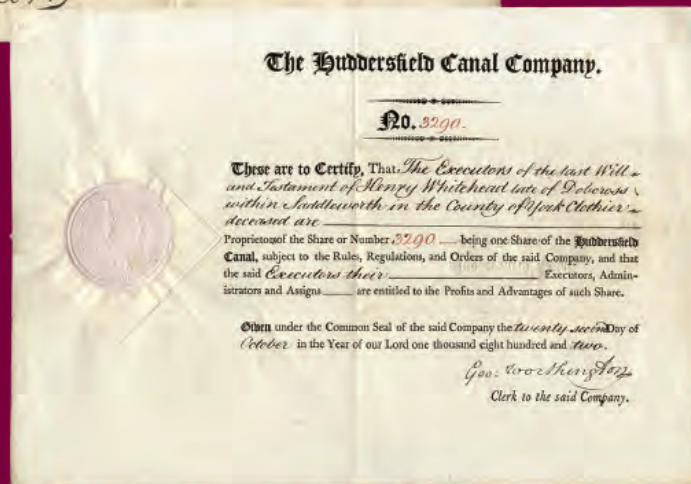 The Huddersfield Canal Company.
No. 3290.
These are to Certify, That The Executors of the last Will
and Testament of Henry Whitehead late of Dobcross
within Saddleworth in the County of York Clothier
deceased are
Proprietors of the Share or Number 3290 being one Share of the Huddersfield
Canal, subject to the Rules, Regulations, and Orders of the said Company, and that
the said Executors their Executors, Admin-
istrators and Assigns are entitled to the Profits and Advantages of such Share.
Given under the Common Seal of the said Company the twenty second Day of
October in the Year of our Lord one thousand eight hundred and two.
Geo: Worthington
Clerk to the said Company.